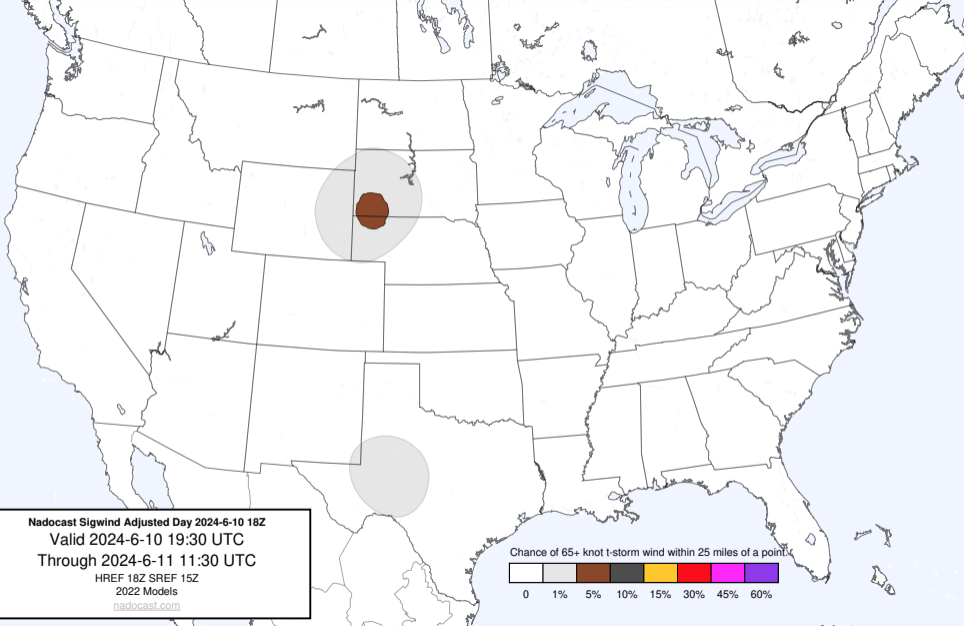 Nadocast Sigwind Adjusted Day 2024-6-10 18Z
Valid 2024-6-10 19:30 UTC
Through 2024-6-11 11:30 UTC
HREF 18Z SREF 15Z
2022 Models
nadocast.com
Chance of 65+ knot t-storm wind within 25 miles of a point.
0 1% 5% 10% 15% 30% 45% 60%